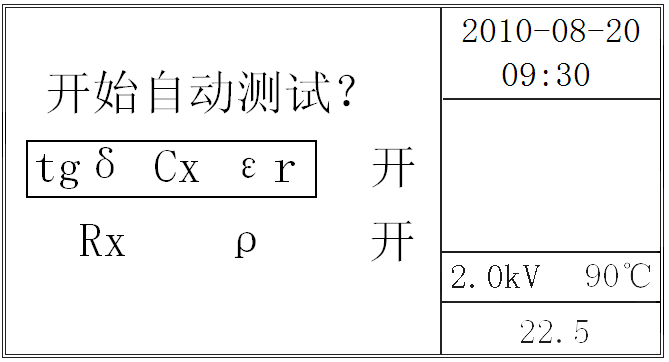 开始自动测试?
tgδ Cx εr 开
Rx ρ 开
2010-08-20
09:30
2.0kV 90℃
22.5